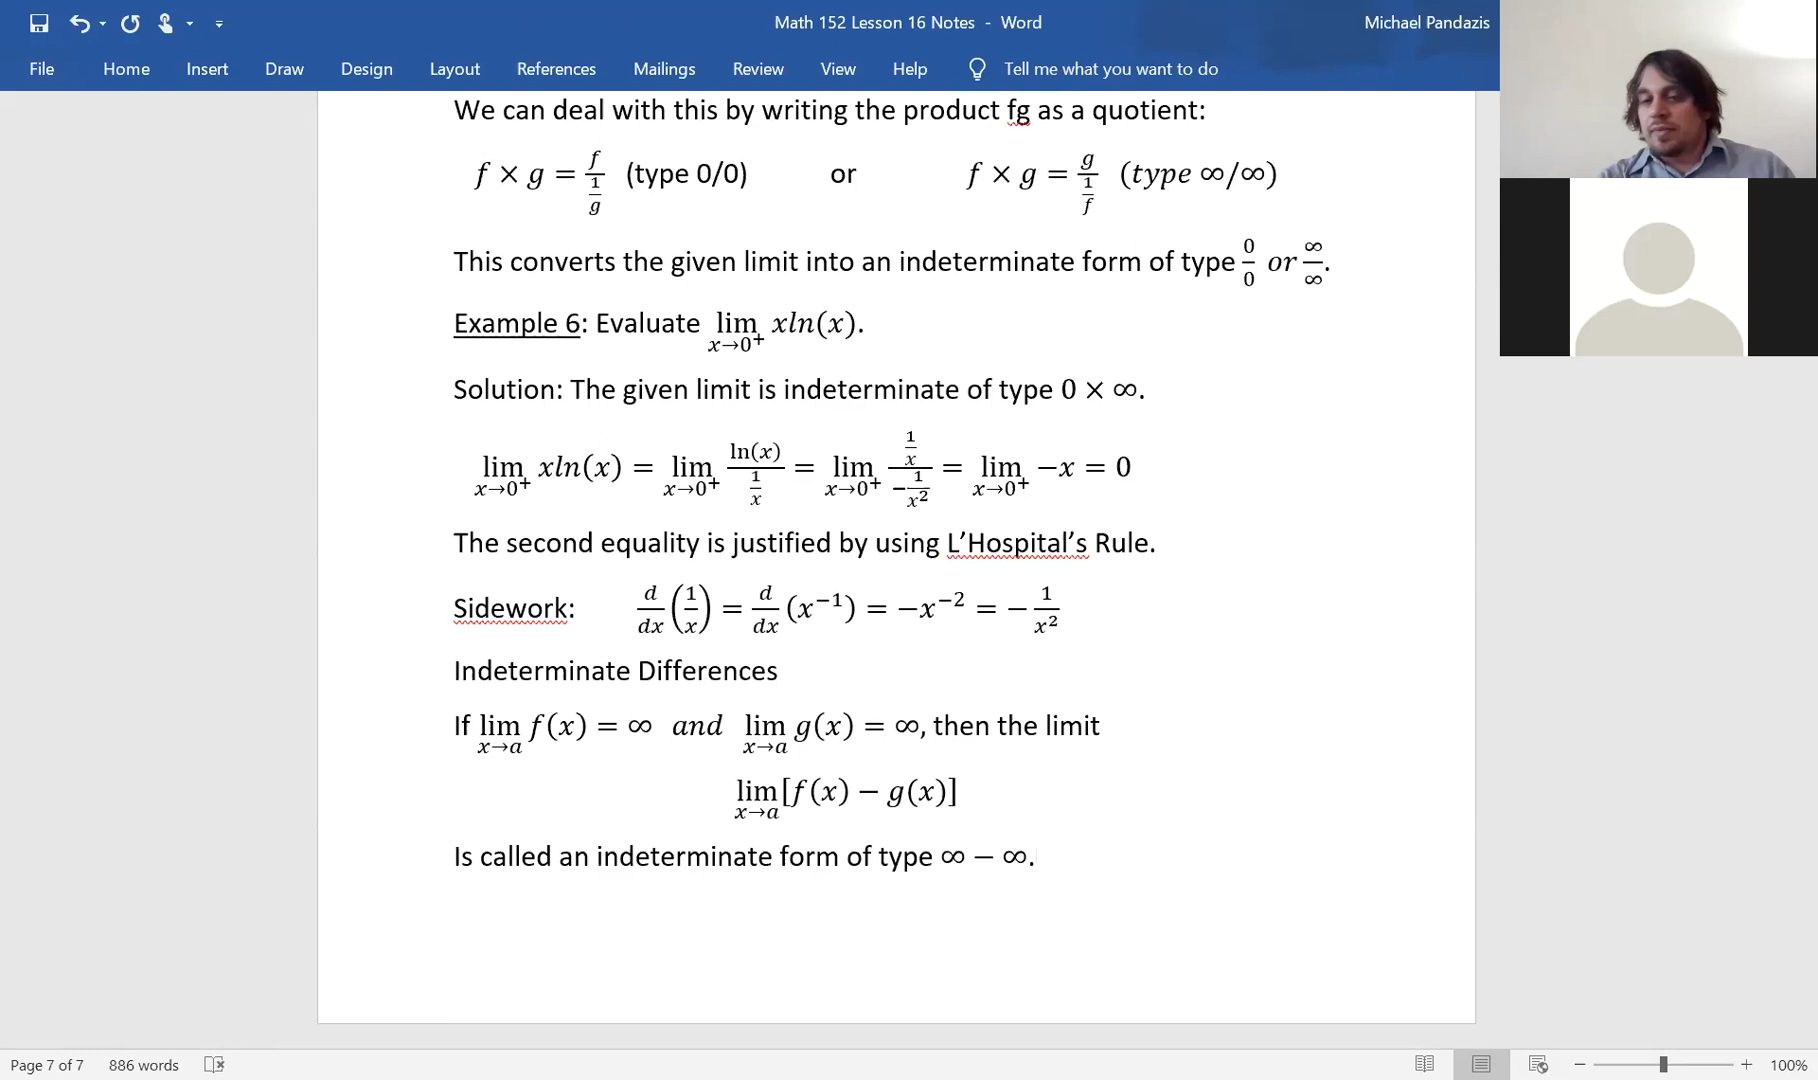 Math 152 Lesson 16 Notes - Word
Michael Pandazis
File Home Insert Draw Design Layout References Mailings Review View Help Tell me what you want to do
We can deal with this by writing the product fg as a quotient:
f × g = f/(1/g) (type 0/0) or f × g = g/(1/f) (type ∞/∞)
This converts the given limit into an indeterminate form of type 0/0 or ∞/∞.
Example 6: Evaluate lim x→0⁺ xln(x).
Solution: The given limit is indeterminate of type 0 × ∞.
lim x→0⁺ xln(x) = lim x→0⁺ ln(x)/(1/x) = lim x→0⁺ (1/x)/(−1/x²) = lim x→0⁺ −x = 0
The second equality is justified by using L’Hospital’s Rule.
Sidework: d/dx (1/x) = d/dx (x⁻¹) = −x⁻² = − 1/x²
Indeterminate Differences
If lim x→a f(x) = ∞ and lim x→a g(x) = ∞, then the limit
lim x→a [f(x) − g(x)]
Is called an indeterminate form of type ∞ − ∞.
Page 7 of 7 886 words 100%